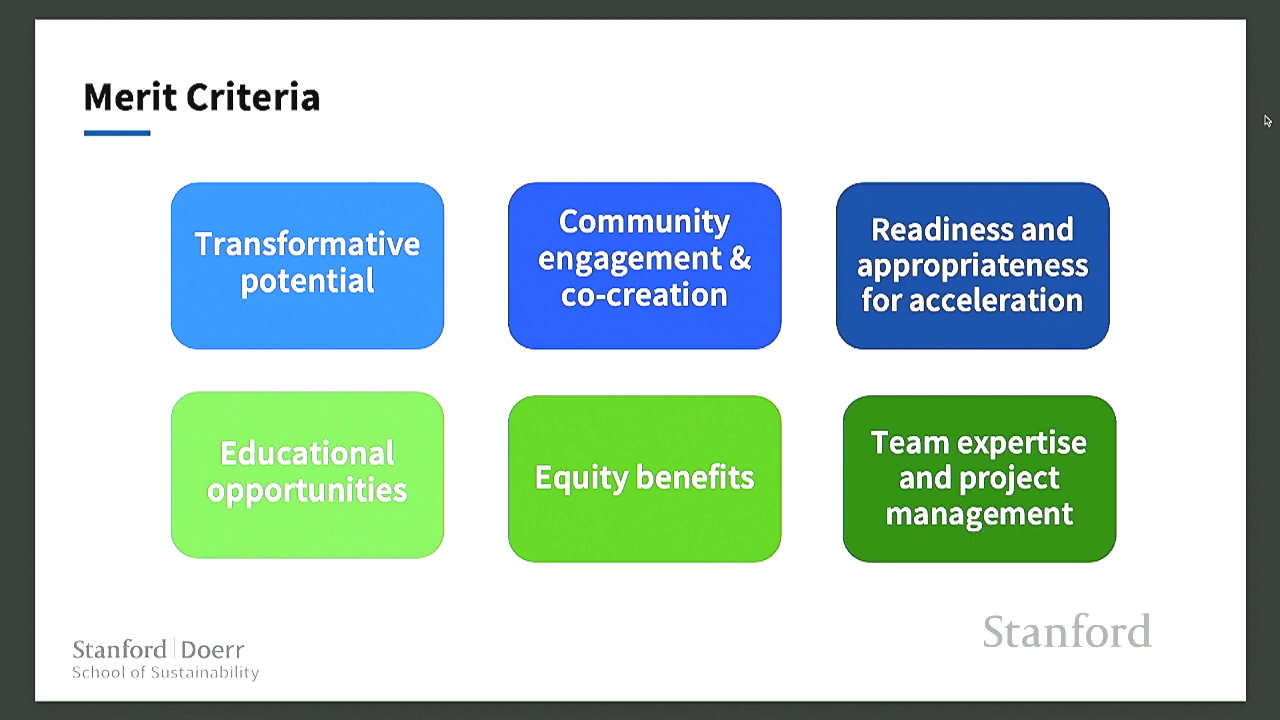 Merit Criteria
Transformative
potential
Community
engagement &
co-creation
Readiness and
appropriateness
for acceleration
Educational
opportunities
Equity benefits
Team expertise
and project
management
Stanford | Doerr
School of Sustainability
Stanford